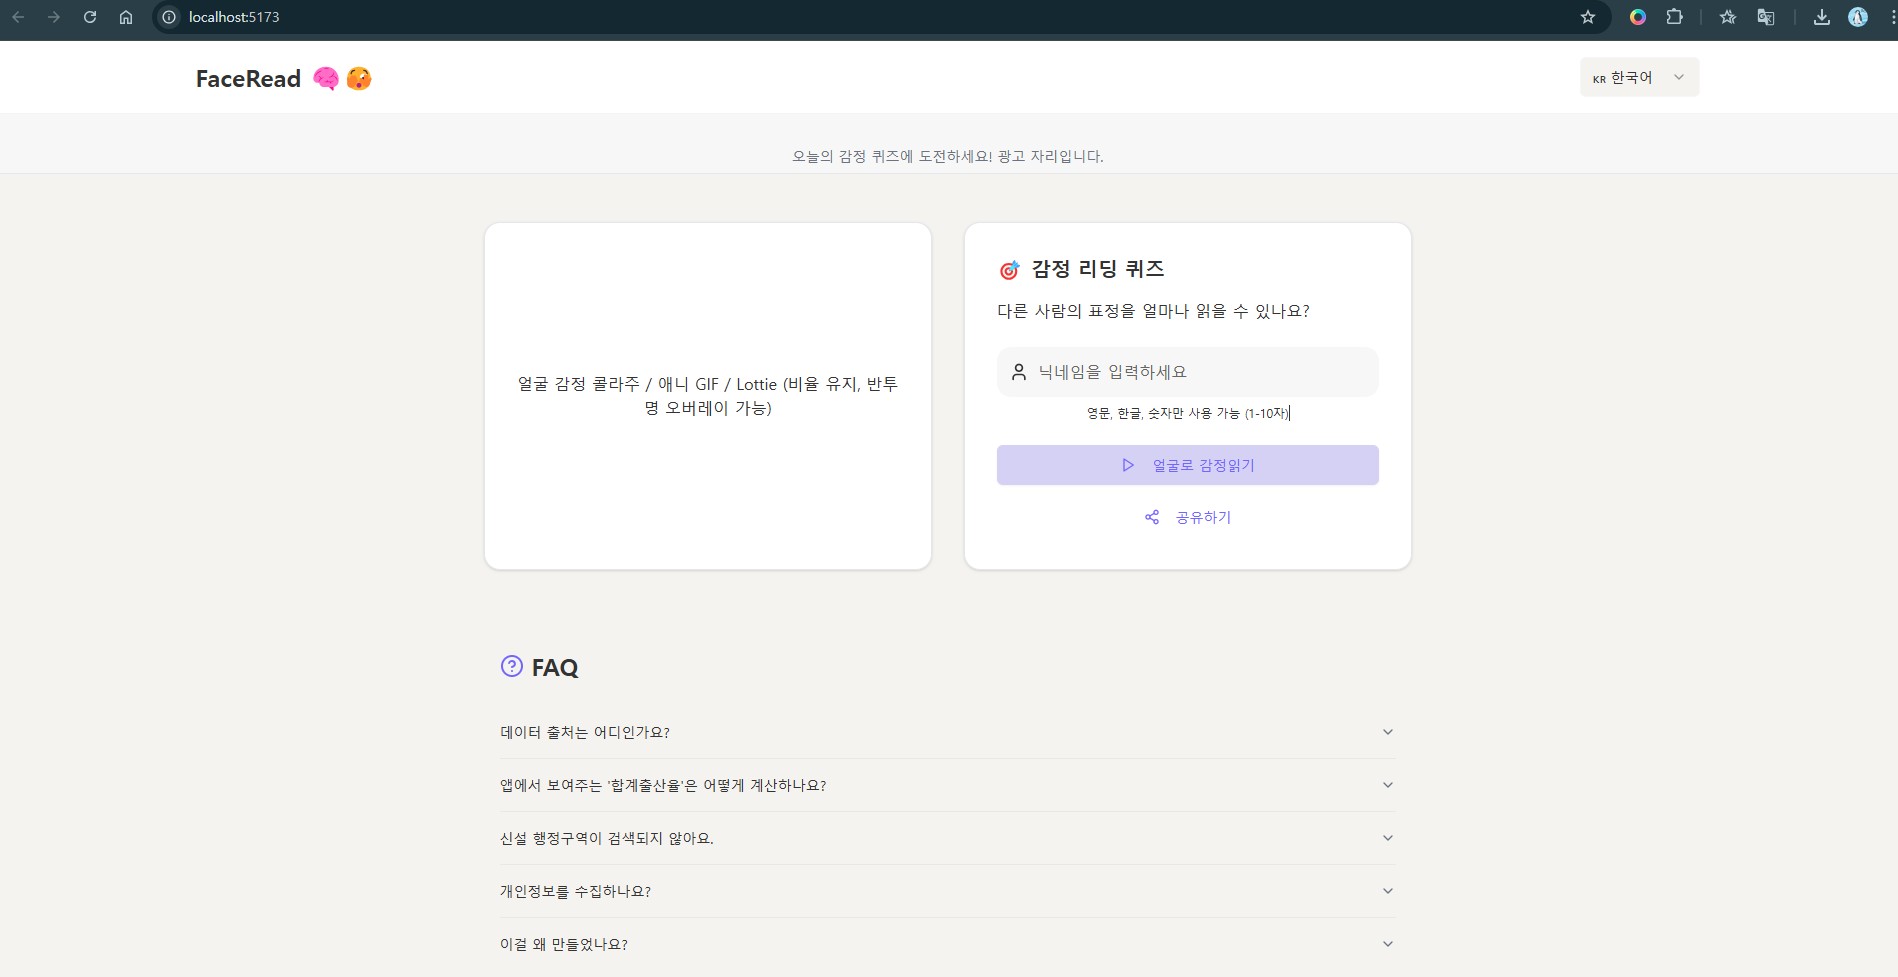 localhost:5173
FaceRead
KR 한국어
오늘의 감정 퀴즈에 도전하세요! 광고 자리입니다.
얼굴 감정 콜라주 / 애니 GIF / Lottie (비율 유지, 반투
명 오버레이 가능)
감정 리딩 퀴즈
다른 사람의 표정을 얼마나 읽을 수 있나요?
닉네임을 입력하세요
영문, 한글, 숫자만 사용 가능 (1-10자)
얼굴로 감정읽기
공유하기
FAQ
데이터 출처는 어디인가요?
앱에서 보여주는 '합계출산율'은 어떻게 계산하나요?
신설 행정구역이 검색되지 않아요.
개인정보를 수집하나요?
이걸 왜 만들었나요?